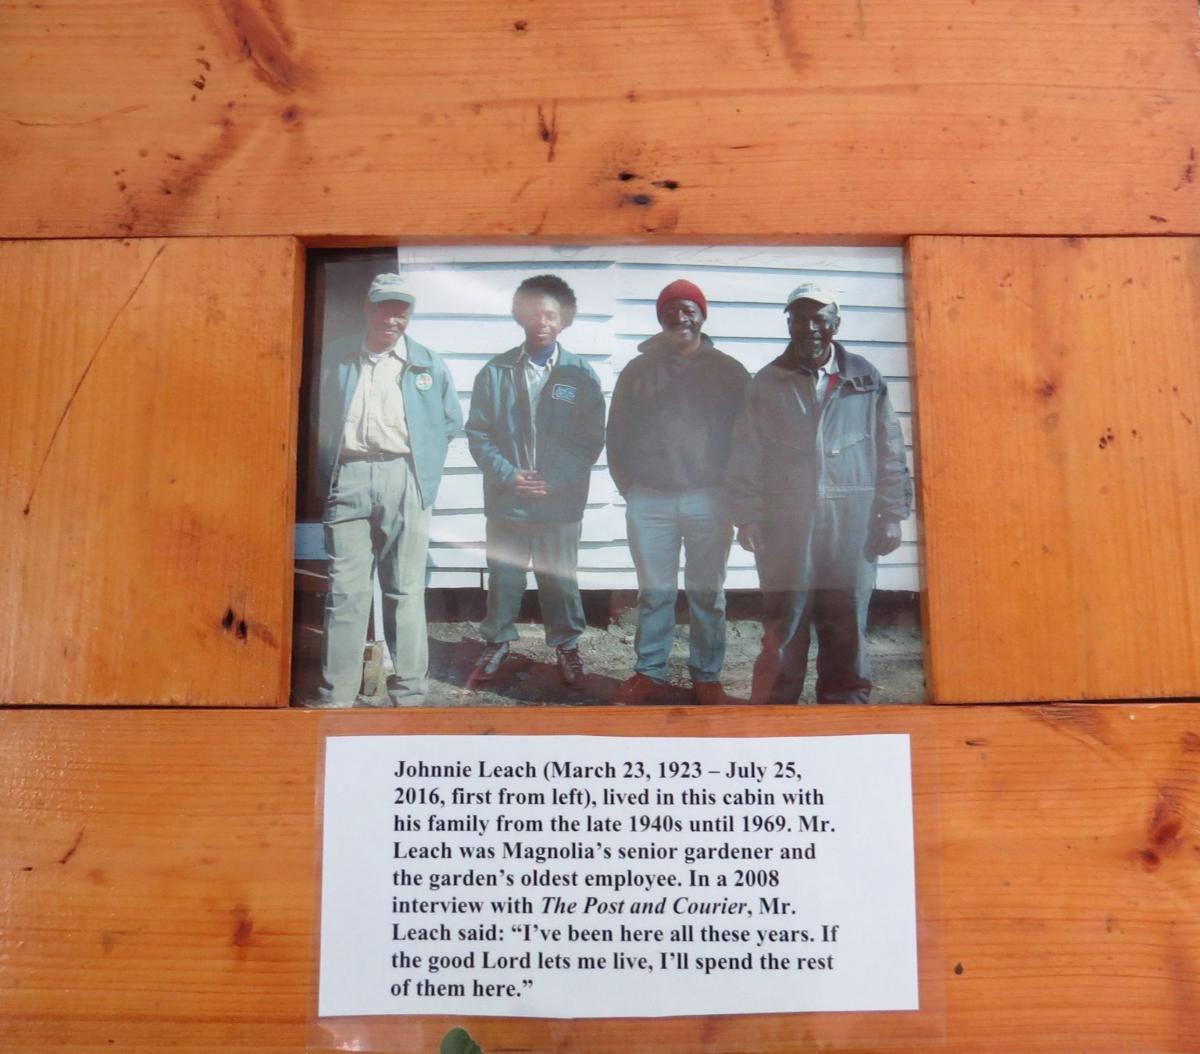 Johnnie Leach (March 23, 1923 – July 25,
2016, first from left), lived in this cabin with
his family from the late 1940s until 1969. Mr.
Leach was Magnolia’s senior gardener and
the garden’s oldest employee. In a 2008
interview with The Post and Courier, Mr.
Leach said: “I’ve been here all these years. If
the good Lord lets me live, I’ll spend the rest
of them here.”